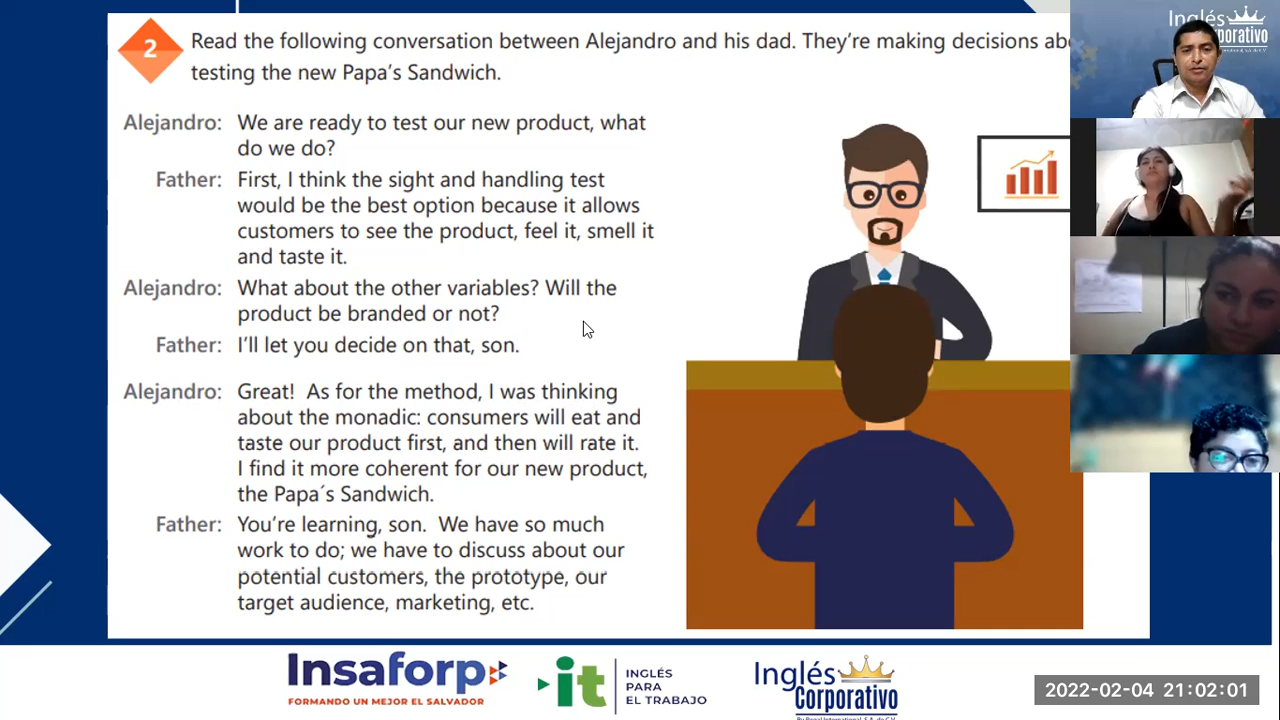 2
Read the following conversation between Alejandro and his dad. They're making decisions
testing the new Papa's Sandwich.
Alejandro: We are ready to test our new product, what
do we do?
Father: First, I think the sight and handling test
would be the best option because it allows
customers to see the product, feel it, smell it
and taste it.
Alejandro: What about the other variables? Will the
product be branded or not?
Father: I'll let you decide on that, son.
Alejandro: Great! As for the method, I was thinking
about the monadic: consumers will eat and
taste our product first, and then will rate it.
I find it more coherent for our new product,
the Papa´s Sandwich.
Father: You're learning, son. We have so much
work to do; we have to discuss about our
potential customers, the prototype, our
target audience, marketing, etc.
Inglés
Insaforp
FORMANDO UN MEJOR EL SALVADOR
it
INGLÉS
PARA
EL TRABAJO
Inglés
Corporativo
2022-02-04 21:02:01